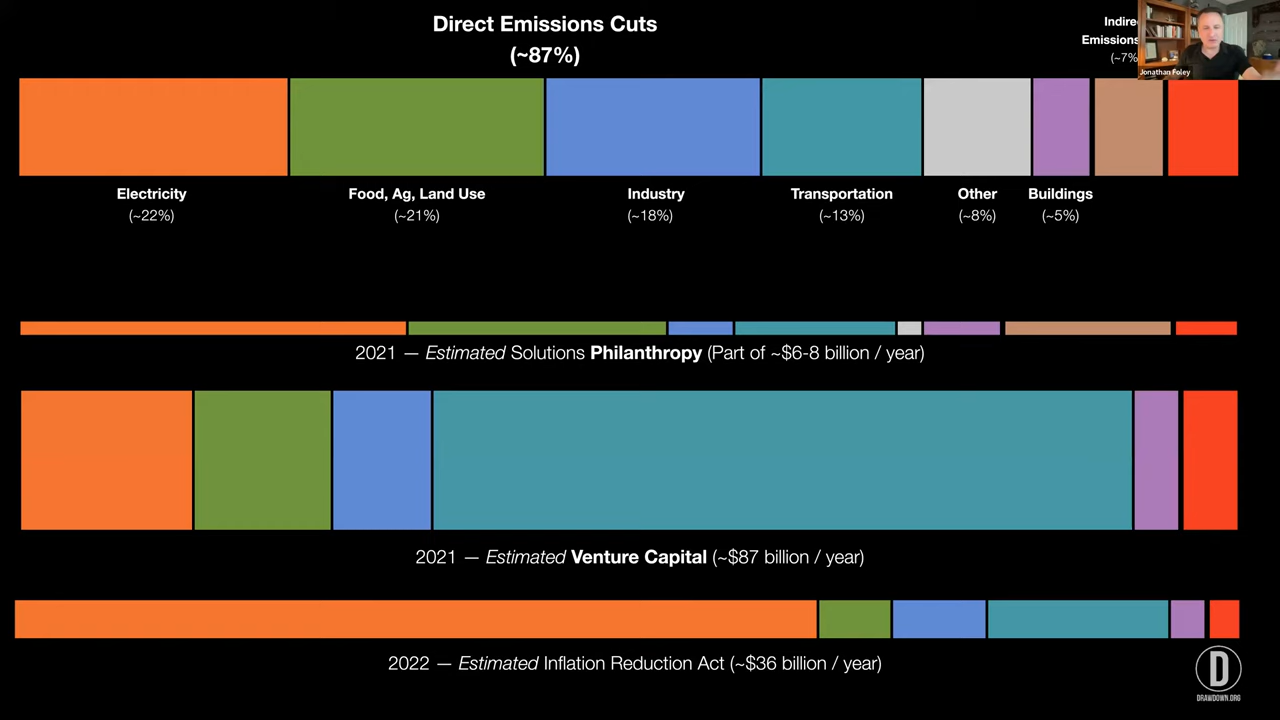 Direct Emissions Cuts
(~87%)
Emissions
(~7%
Jonathan Foley
Electricity
(~22%)
Food, Ag, Land Use
(~21%)
Industry
(~18%)
Transportation
(~13%)
Other
(~8%)
Buildings
(~5%)
2021 — Estimated Solutions Philanthropy (Part of ~$6-8 billion / year)
2021 — Estimated Venture Capital (~$87 billion / year)
2022 — Estimated Inflation Reduction Act (~$36 billion / year)
D
DRAWDOWN.ORG